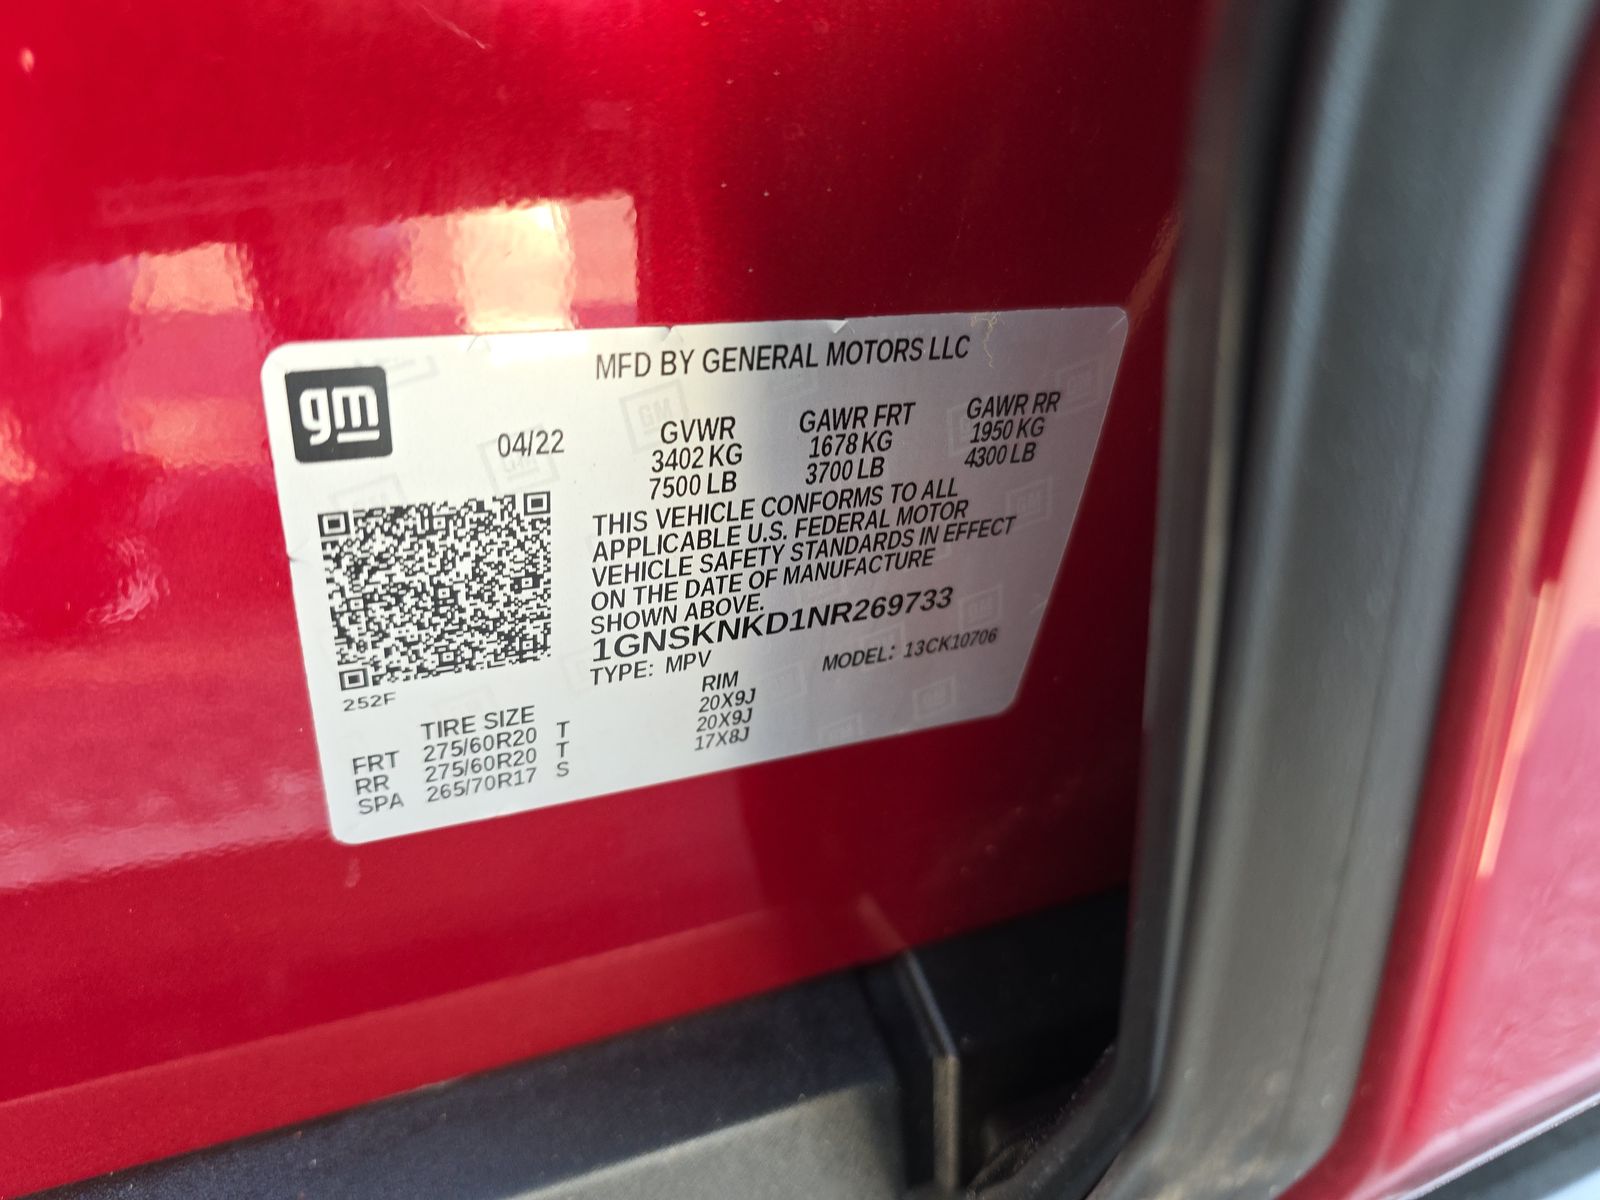 gm
MFD BY GENERAL MOTORS LLC
04/22
GVWR GAWR FRT GAWR RR
3402 KG 1678 KG 1950 KG
7500 LB 3700 LB 4300 LB
THIS VEHICLE CONFORMS TO ALL
APPLICABLE U.S. FEDERAL MOTOR
VEHICLE SAFETY STANDARDS IN EFFECT
ON THE DATE OF MANUFACTURE
SHOWN ABOVE.
1GNSKNKD1NR269733
TYPE: MPV MODEL: 13CK10706
252F
TIRE SIZE RIM
FRT 275/60R20 T 20X9J
RR 275/60R20 T 20X9J
SPA 265/70R17 S 17X8J